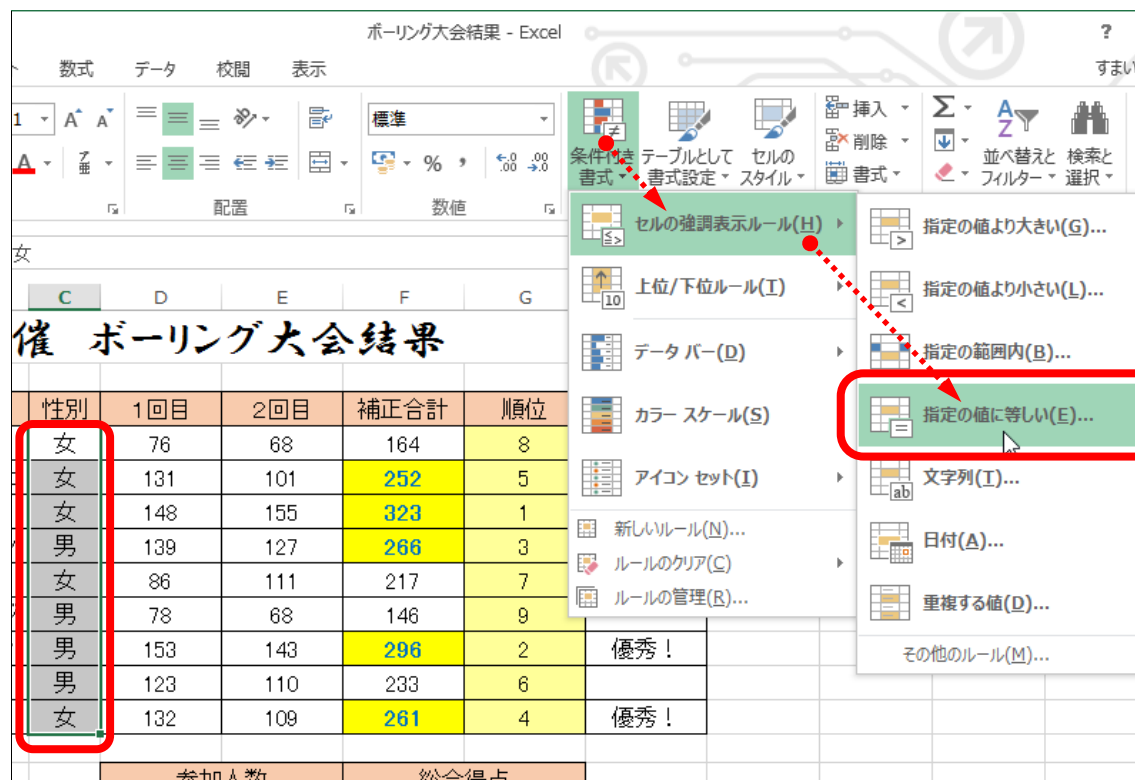 ボーリング大会結果 - Excel ?
数式 データ 校閲 表示 すまい
標準
条件付き書式 テーブルとして書式設定 セルのスタイル
挿入
削除
書式
並べ替えとフィルター 検索と選択
配置 数値
セルの強調表示ルール(H)
上位/下位ルール(T)
データ バー(D)
カラー スケール(S)
アイコン セット(I)
新しいルール(N)...
ルールのクリア(C)
ルールの管理(R)...
指定の値より大きい(G)...
指定の値より小さい(L)...
指定の範囲内(B)...
指定の値に等しい(E)...
文字列(T)...
日付(A)...
重複する値(D)...
その他のルール(M)...
女
C D E F G
催 ボーリング大会結果
性別 1回目 2回目 補正合計 順位
女 76 68 164 8
女 131 101 252 5
女 148 155 323 1
男 139 127 266 3
女 86 111 217 7
男 78 68 146 9
男 153 143 296 2 優秀!
男 123 110 233 6
女 132 109 261 4 優秀!
参加人数 総合得点